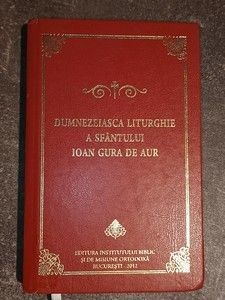 DUMNEZEIASCA LITURGHIE
A SFÂNTULUI
IOAN GURA DE AUR
EDITURA INSTITUTULUI BIBLIC
ȘI DE MISIUNE ORTODOXĂ
BUCUREȘTI - 2012